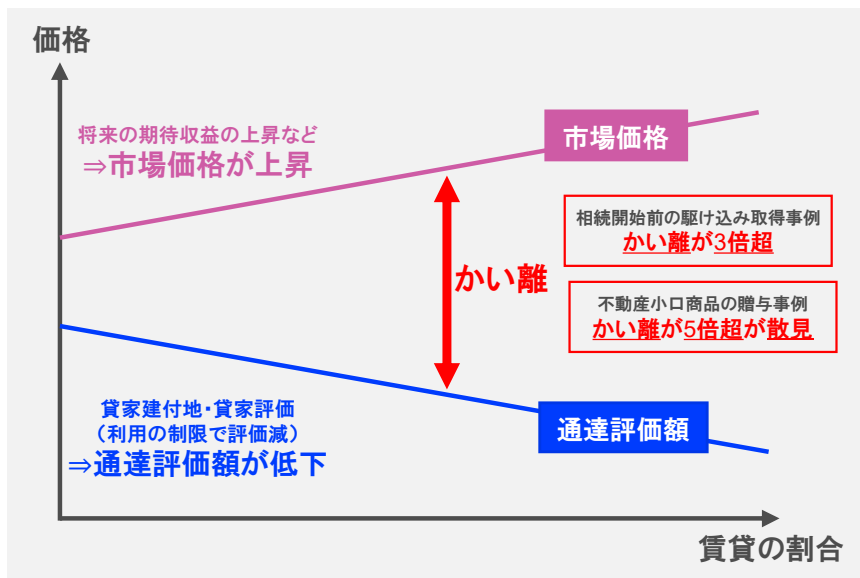 価格
将来の期待収益の上昇など
⇒市場価格が上昇
市場価格
相続開始前の駆け込み取得事例
かい離が3倍超
かい離
不動産小口商品の贈与事例
かい離が5倍超が散見
貸家建付地・貸家評価
（利用の制限で評価減）
⇒通達評価額が低下
通達評価額
賃貸の割合